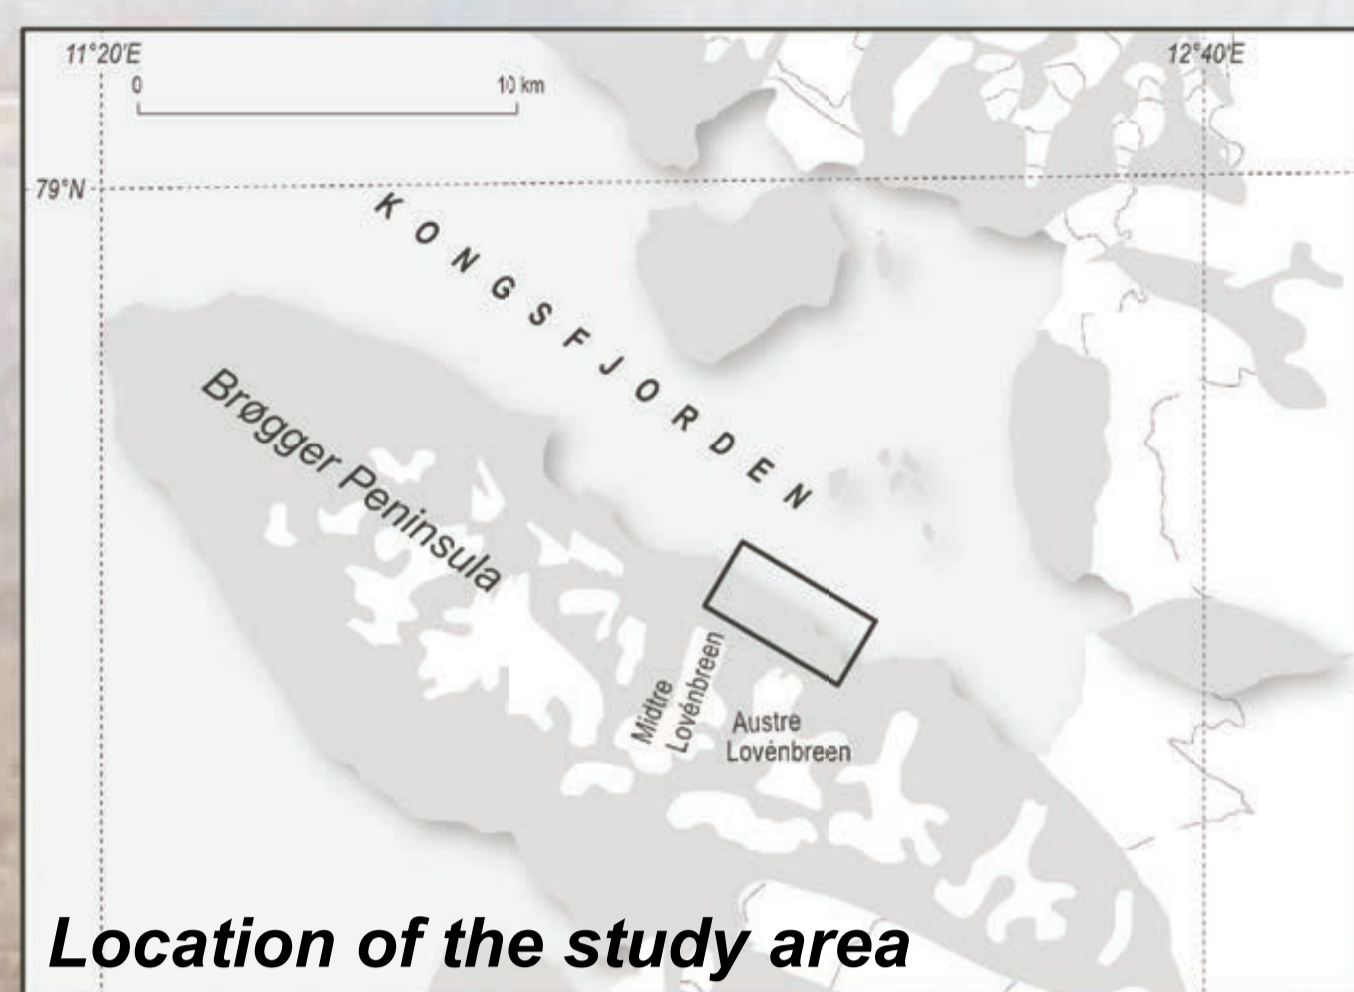 11°20'E
12°40'E
0
10 km
79°N
KONGSFJORDEN
Brøgger Peninsula
Midtre
Lovénbreen
Austre
Lovénbreen
Location of the study area